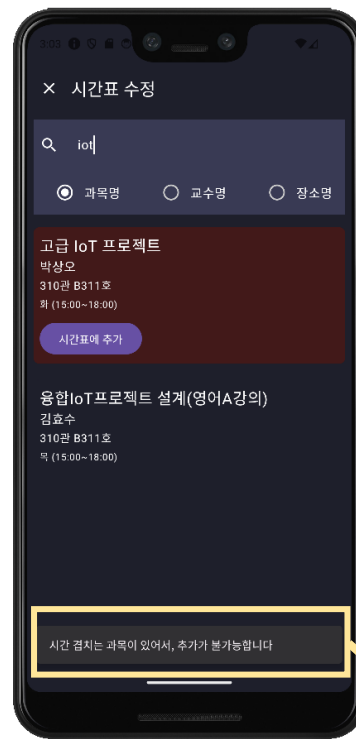 3:03
× 시간표 수정
iot
과목명 교수명 장소명
고급 IoT 프로젝트
박상오
310관 B311호
화 (15:00~18:00)
시간표에 추가
융합IoT프로젝트 설계(영어A강의)
김효수
310관 B311호
목 (15:00~18:00)
시간 겹치는 과목이 있어서, 추가가 불가능합니다